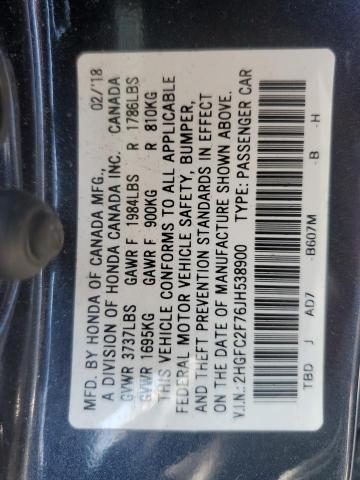 MFD. BY HONDA OF CANADA MFG., 02/'18
A DIVISION OF HONDA CANADA INC. CANADA
GVWR 3737LBS GAWR F 1984LBS R 1786LBS
GVWR 1695KG GAWR F 900KG R 810KG
THIS VEHICLE CONFORMS TO ALL APPLICABLE
FEDERAL MOTOR VEHICLE SAFETY, BUMPER,
AND THEFT PREVENTION STANDARDS IN EFFECT
ON THE DATE OF MANUFACTURE SHOWN ABOVE.
V.I.N.: 2HGFC2F76JH538900 TYPE: PASSENGER CAR
TBD J AD7 -B607M -B -H